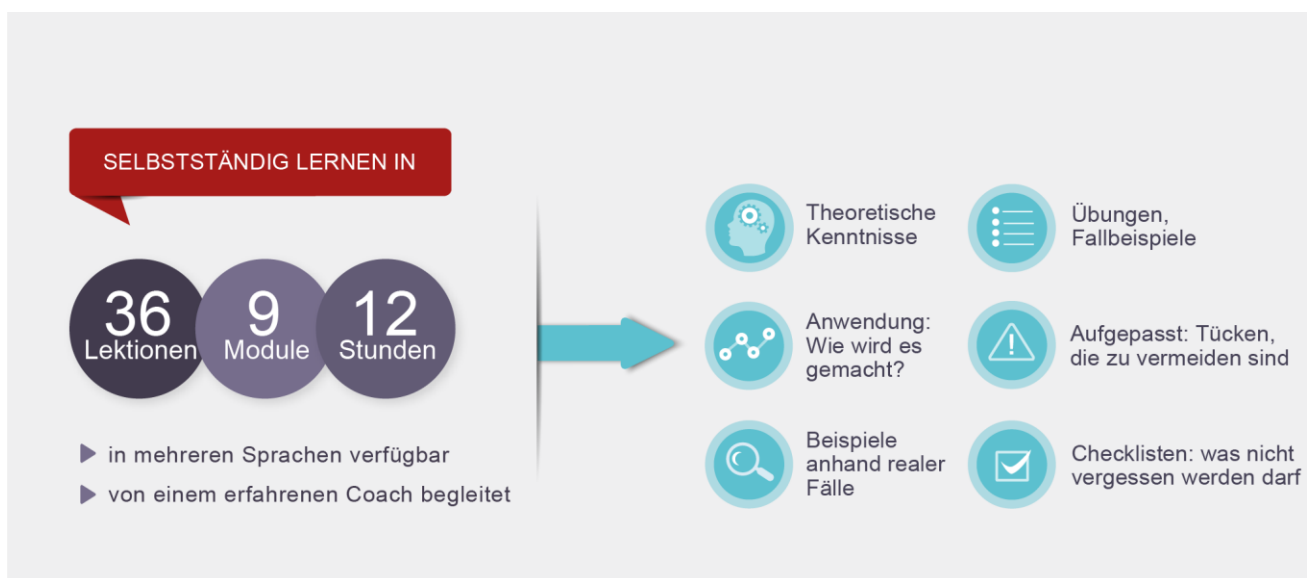 SELBSTSTÄNDIG LERNEN IN
36
Lektionen
9
Module
12
Stunden
in mehreren Sprachen verfügbar
von einem erfahrenen Coach begleitet
Theoretische
Kenntnisse
Übungen,
Fallbeispiele
Anwendung:
Wie wird es
gemacht?
Aufgepasst: Tücken,
die zu vermeiden sind
Beispiele
anhand realer
Fälle
Checklisten: was nicht
vergessen werden darf